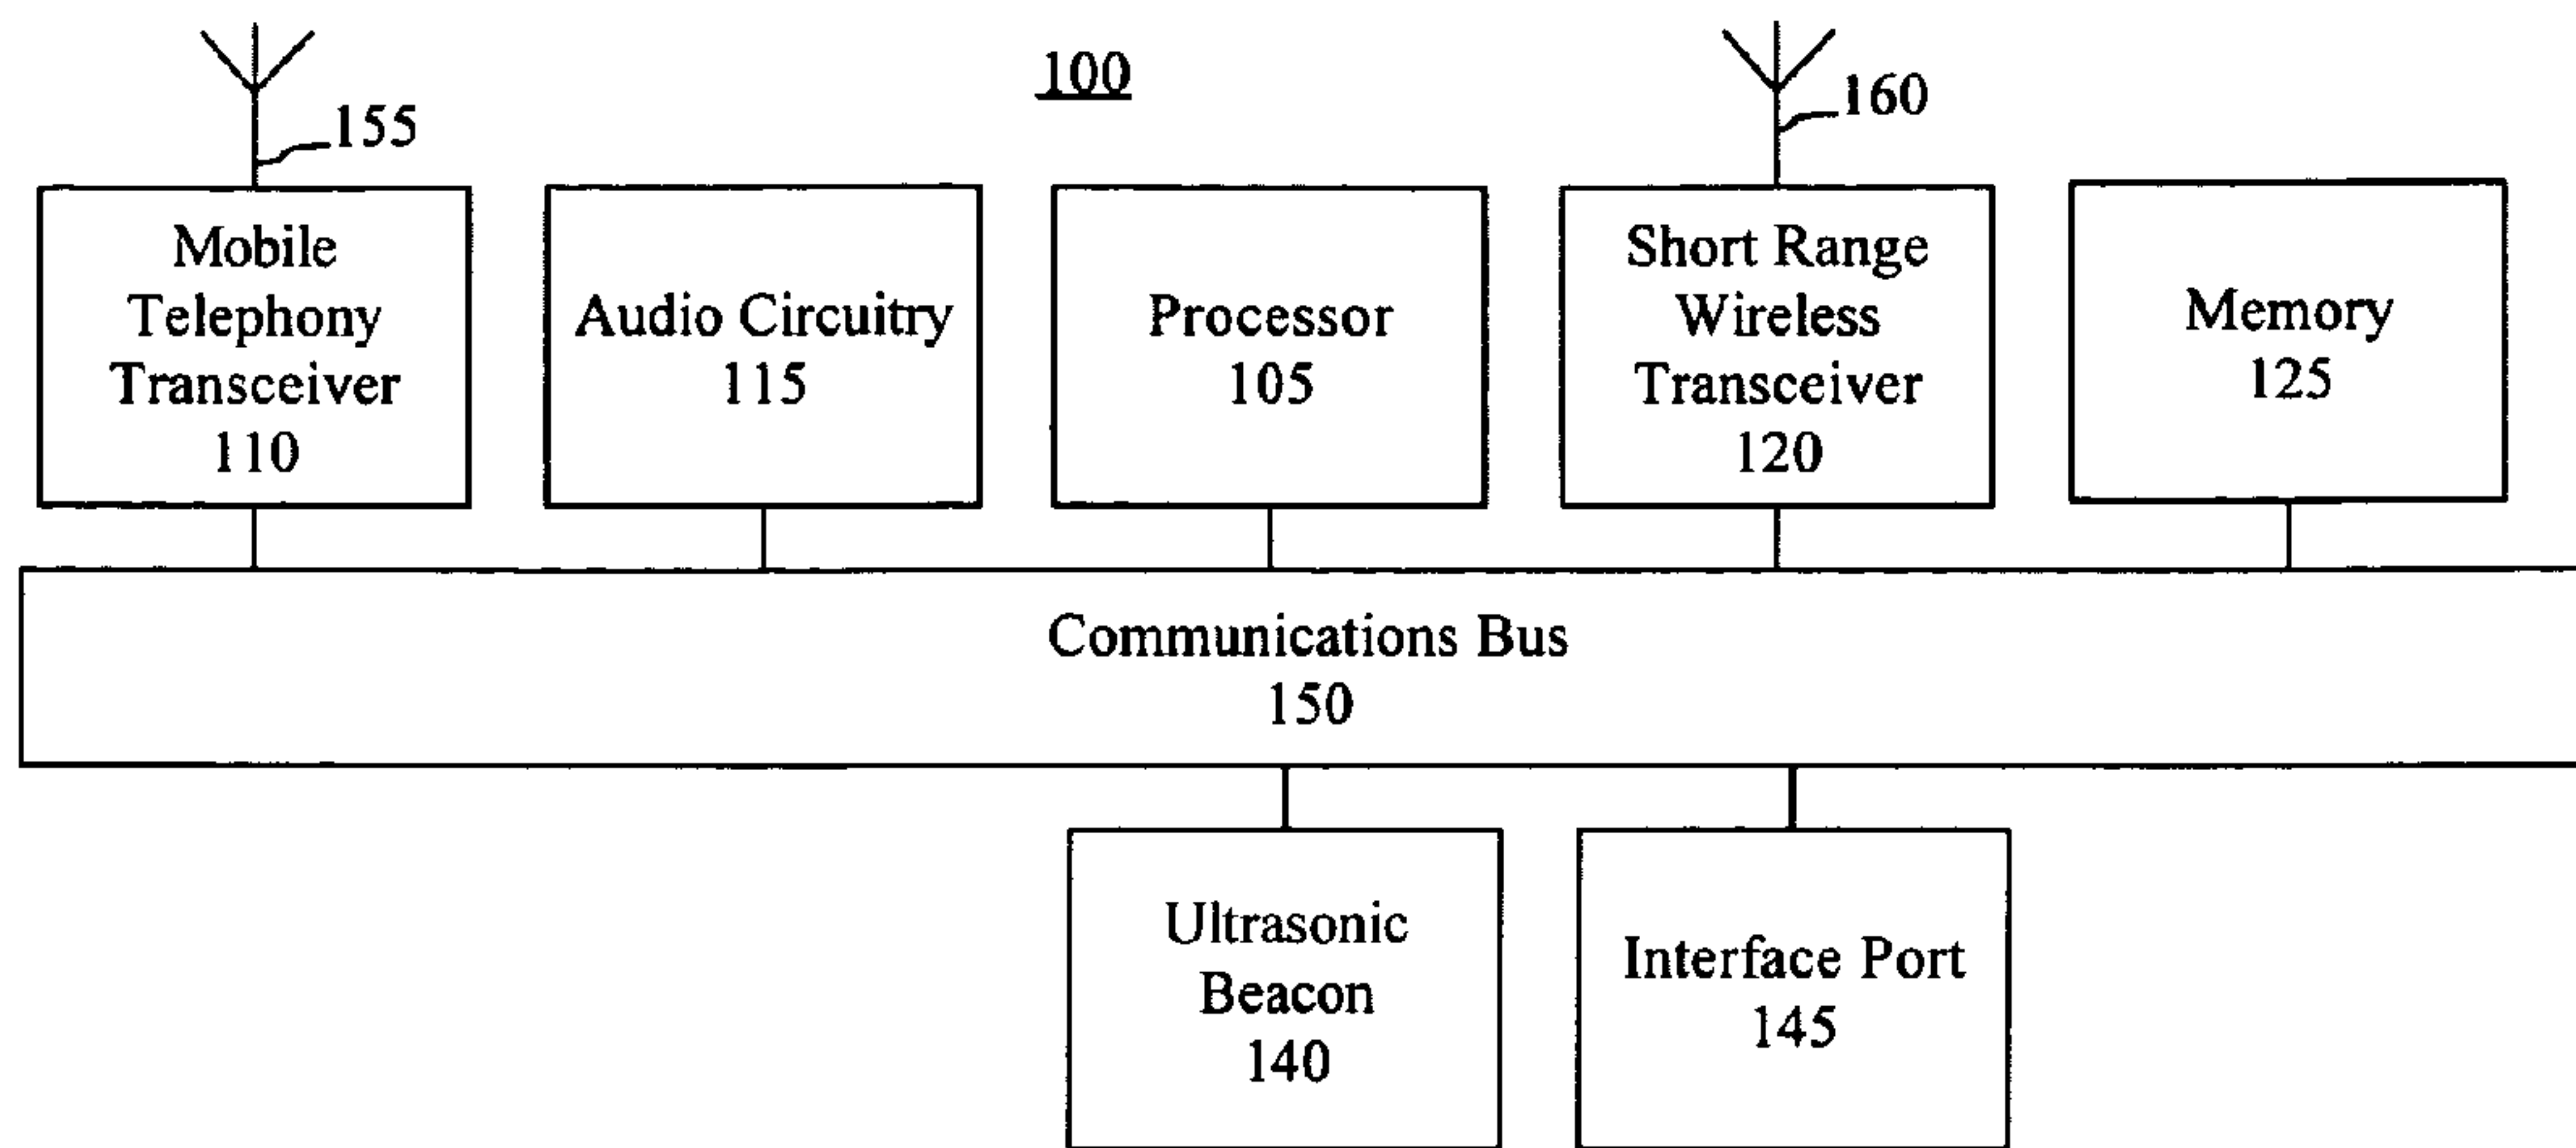 100
155
160
Mobile
Telephony
Transceiver
110
Audio Circuitry
115
Processor
105
Short Range
Wireless
Transceiver
120
Memory
125
Communications Bus
150
Ultrasonic
Beacon
140
Interface Port
145